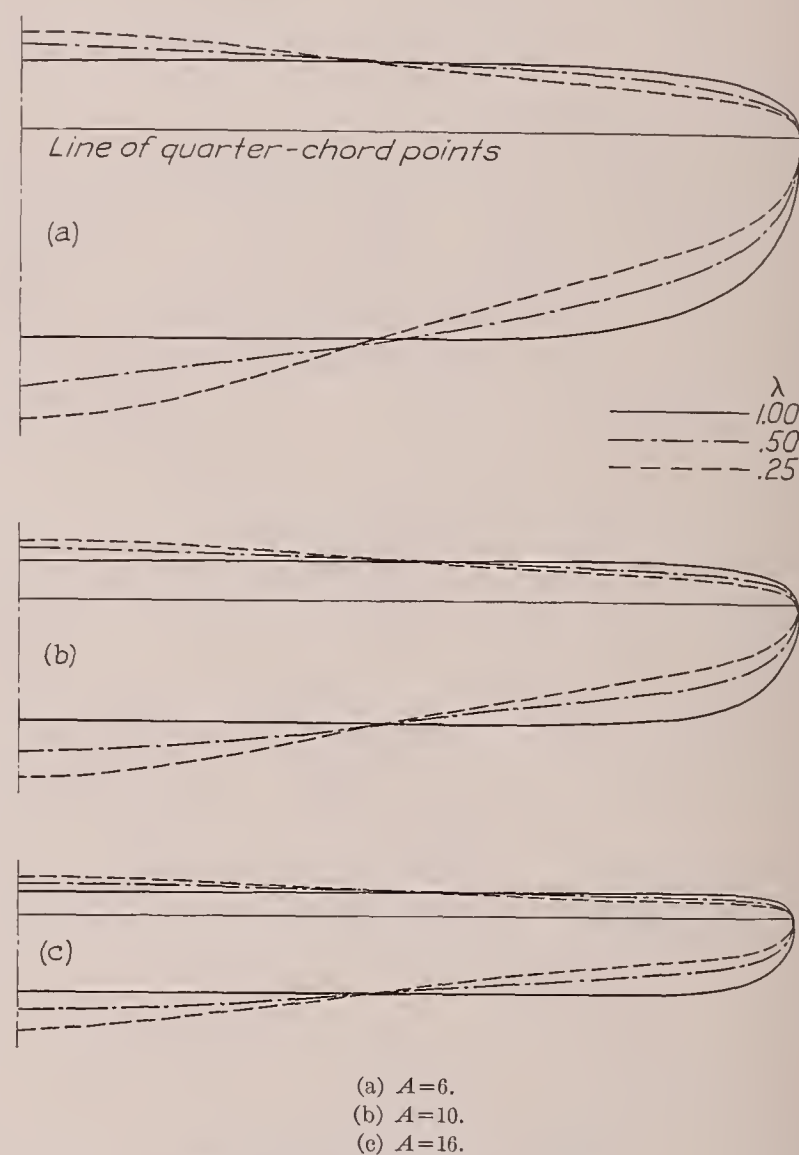 Line of quarter-chord points
(a)
λ
1.00
.50
.25
(b)
(c)
(a) A=6.
(b) A=10.
(c) A=16.